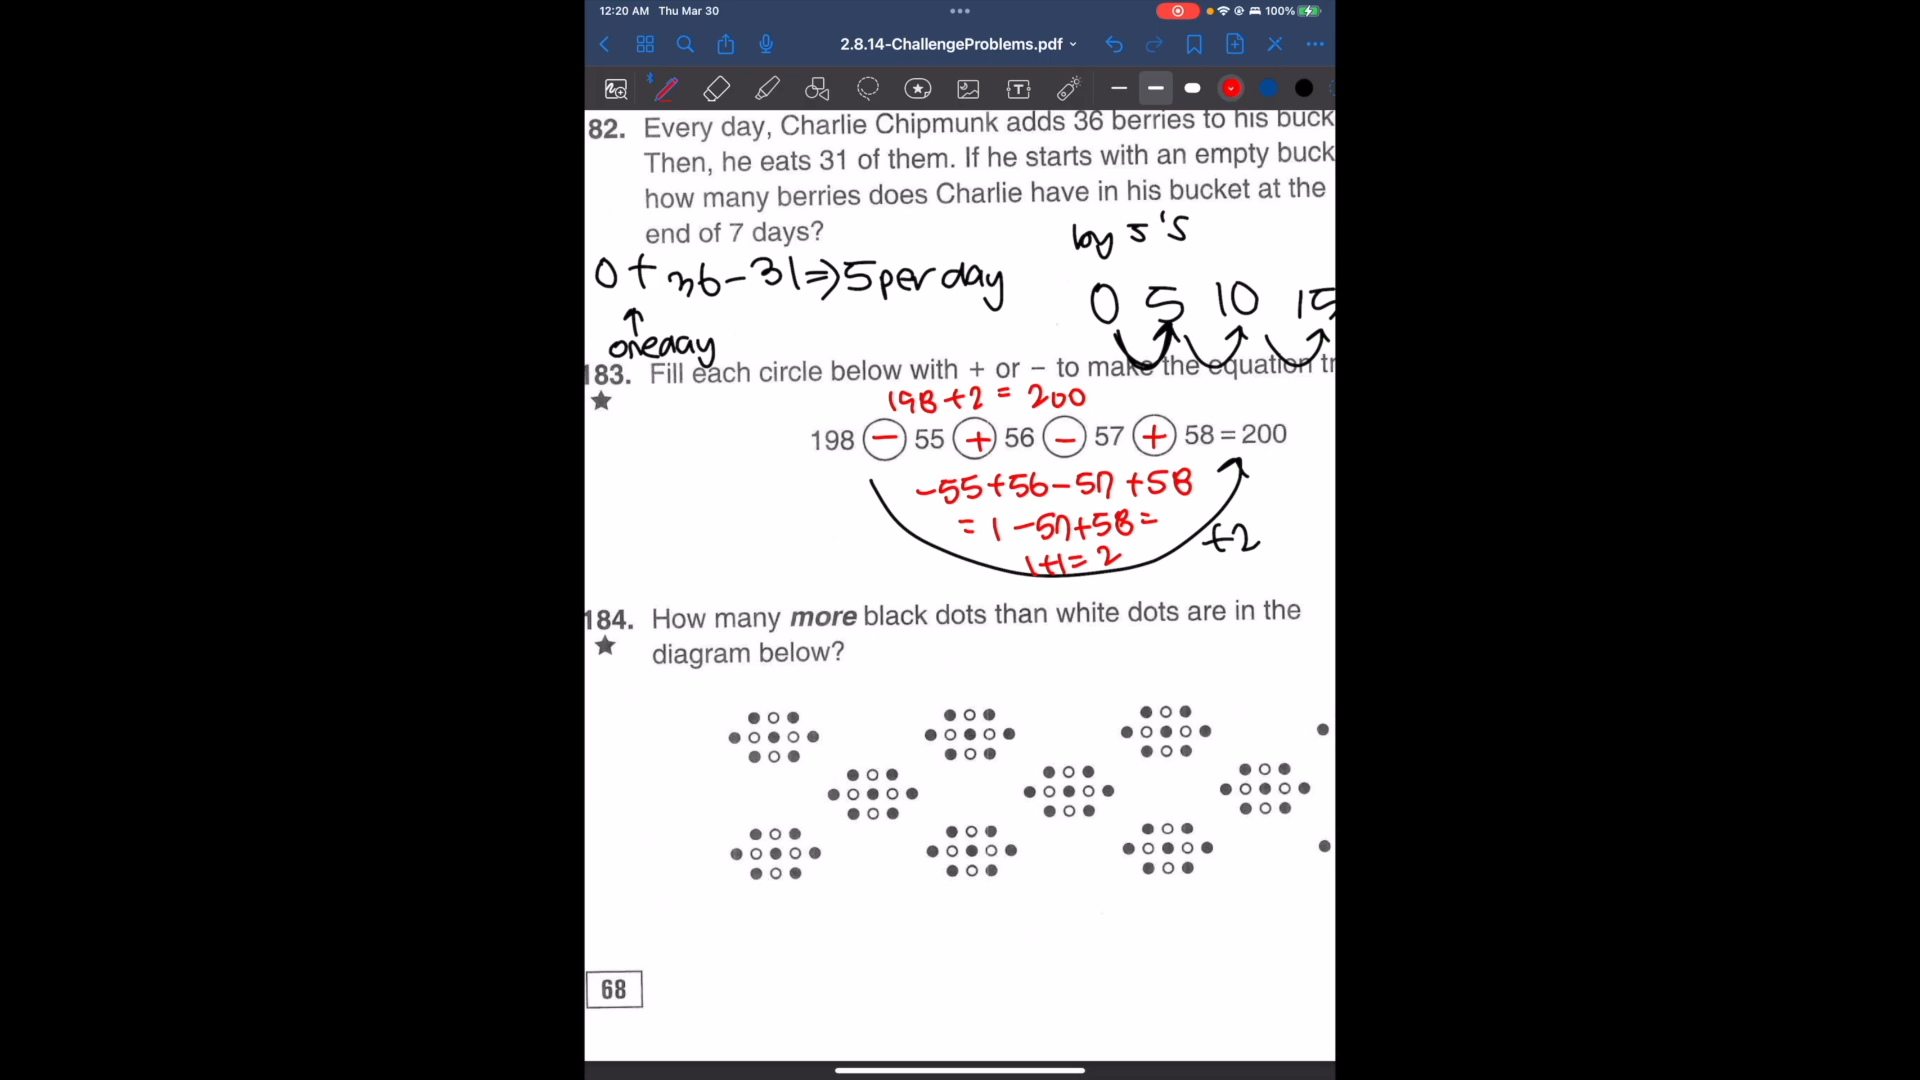 12:20 AM Thu Mar 30
100%
2.8.14-ChallengeProblems.pdf
82. Every day, Charlie Chipmunk adds 36 berries to his buck
Then, he eats 31 of them. If he starts with an empty buck
how many berries does Charlie have in his bucket at the
end of 7 days?
by 5's
0 + 36 - 31 => 5 per day
0 5 10 15
one day
183. Fill each circle below with + or − to make the equation tr
198 + 2 = 200
198 − 55 + 56 − 57 + 58 = 200
-55+56-57+58
= 1 -57+58 =
1+1=2
+2
184. How many more black dots than white dots are in the
diagram below?
68